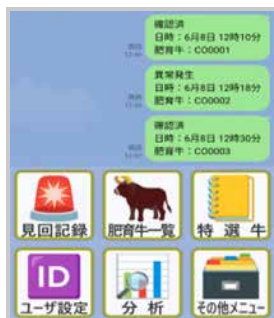 確認済
日時：6月8日 12時10分
肥育牛：CO0001
異常発生
日時：6月8日 12時18分
肥育牛：CO0002
確認済
日時：6月8日 12時30分
肥育牛：CO0003
見回記録
肥育牛一覧
特選牛
ID
ユーザ設定
分析
その他メニュー